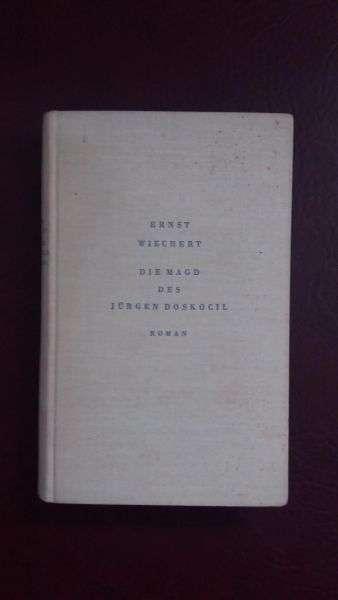 ERNST
WIECHERT
DIE MAGD
DES
JÜRGEN DOSKOCIL
ROMAN